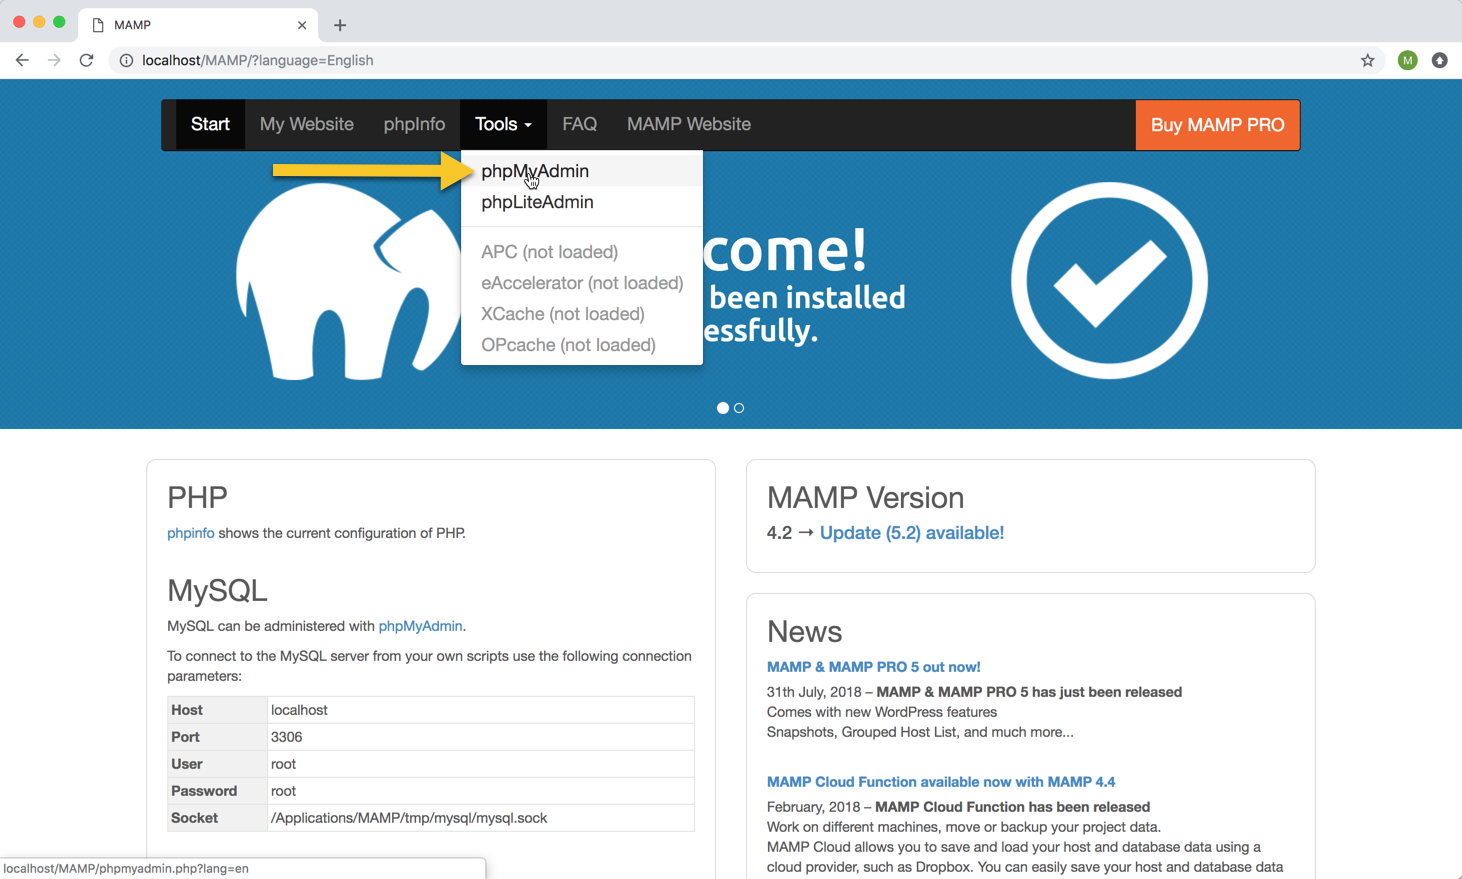 MAMP
localhost/MAMP/?language=English
M
Start My Website phpInfo Tools FAQ MAMP Website Buy MAMP PRO
phpMyAdmin
phpLiteAdmin
APC (not loaded)
eAccelerator (not loaded)
XCache (not loaded)
OPcache (not loaded)
come!
been installed
essfully.
PHP
phpinfo shows the current configuration of PHP.
MySQL
MySQL can be administered with phpMyAdmin.
To connect to the MySQL server from your own scripts use the following connection
parameters:
Host localhost
Port 3306
User root
Password root
Socket /Applications/MAMP/tmp/mysql/mysql.sock
MAMP Version
4.2 → Update (5.2) available!
News
MAMP & MAMP PRO 5 out now!
31th July, 2018 – MAMP & MAMP PRO 5 has just been released
Comes with new WordPress features
Snapshots, Grouped Host List, and much more...
MAMP Cloud Function available now with MAMP 4.4
February, 2018 – MAMP Cloud Function has been released
Work on different machines, move or backup your project data.
MAMP Cloud allows you to save and load your host and database data using a
cloud provider, such as Dropbox. You can easily save your host and database data
localhost/MAMP/phpmyadmin.php?lang=en